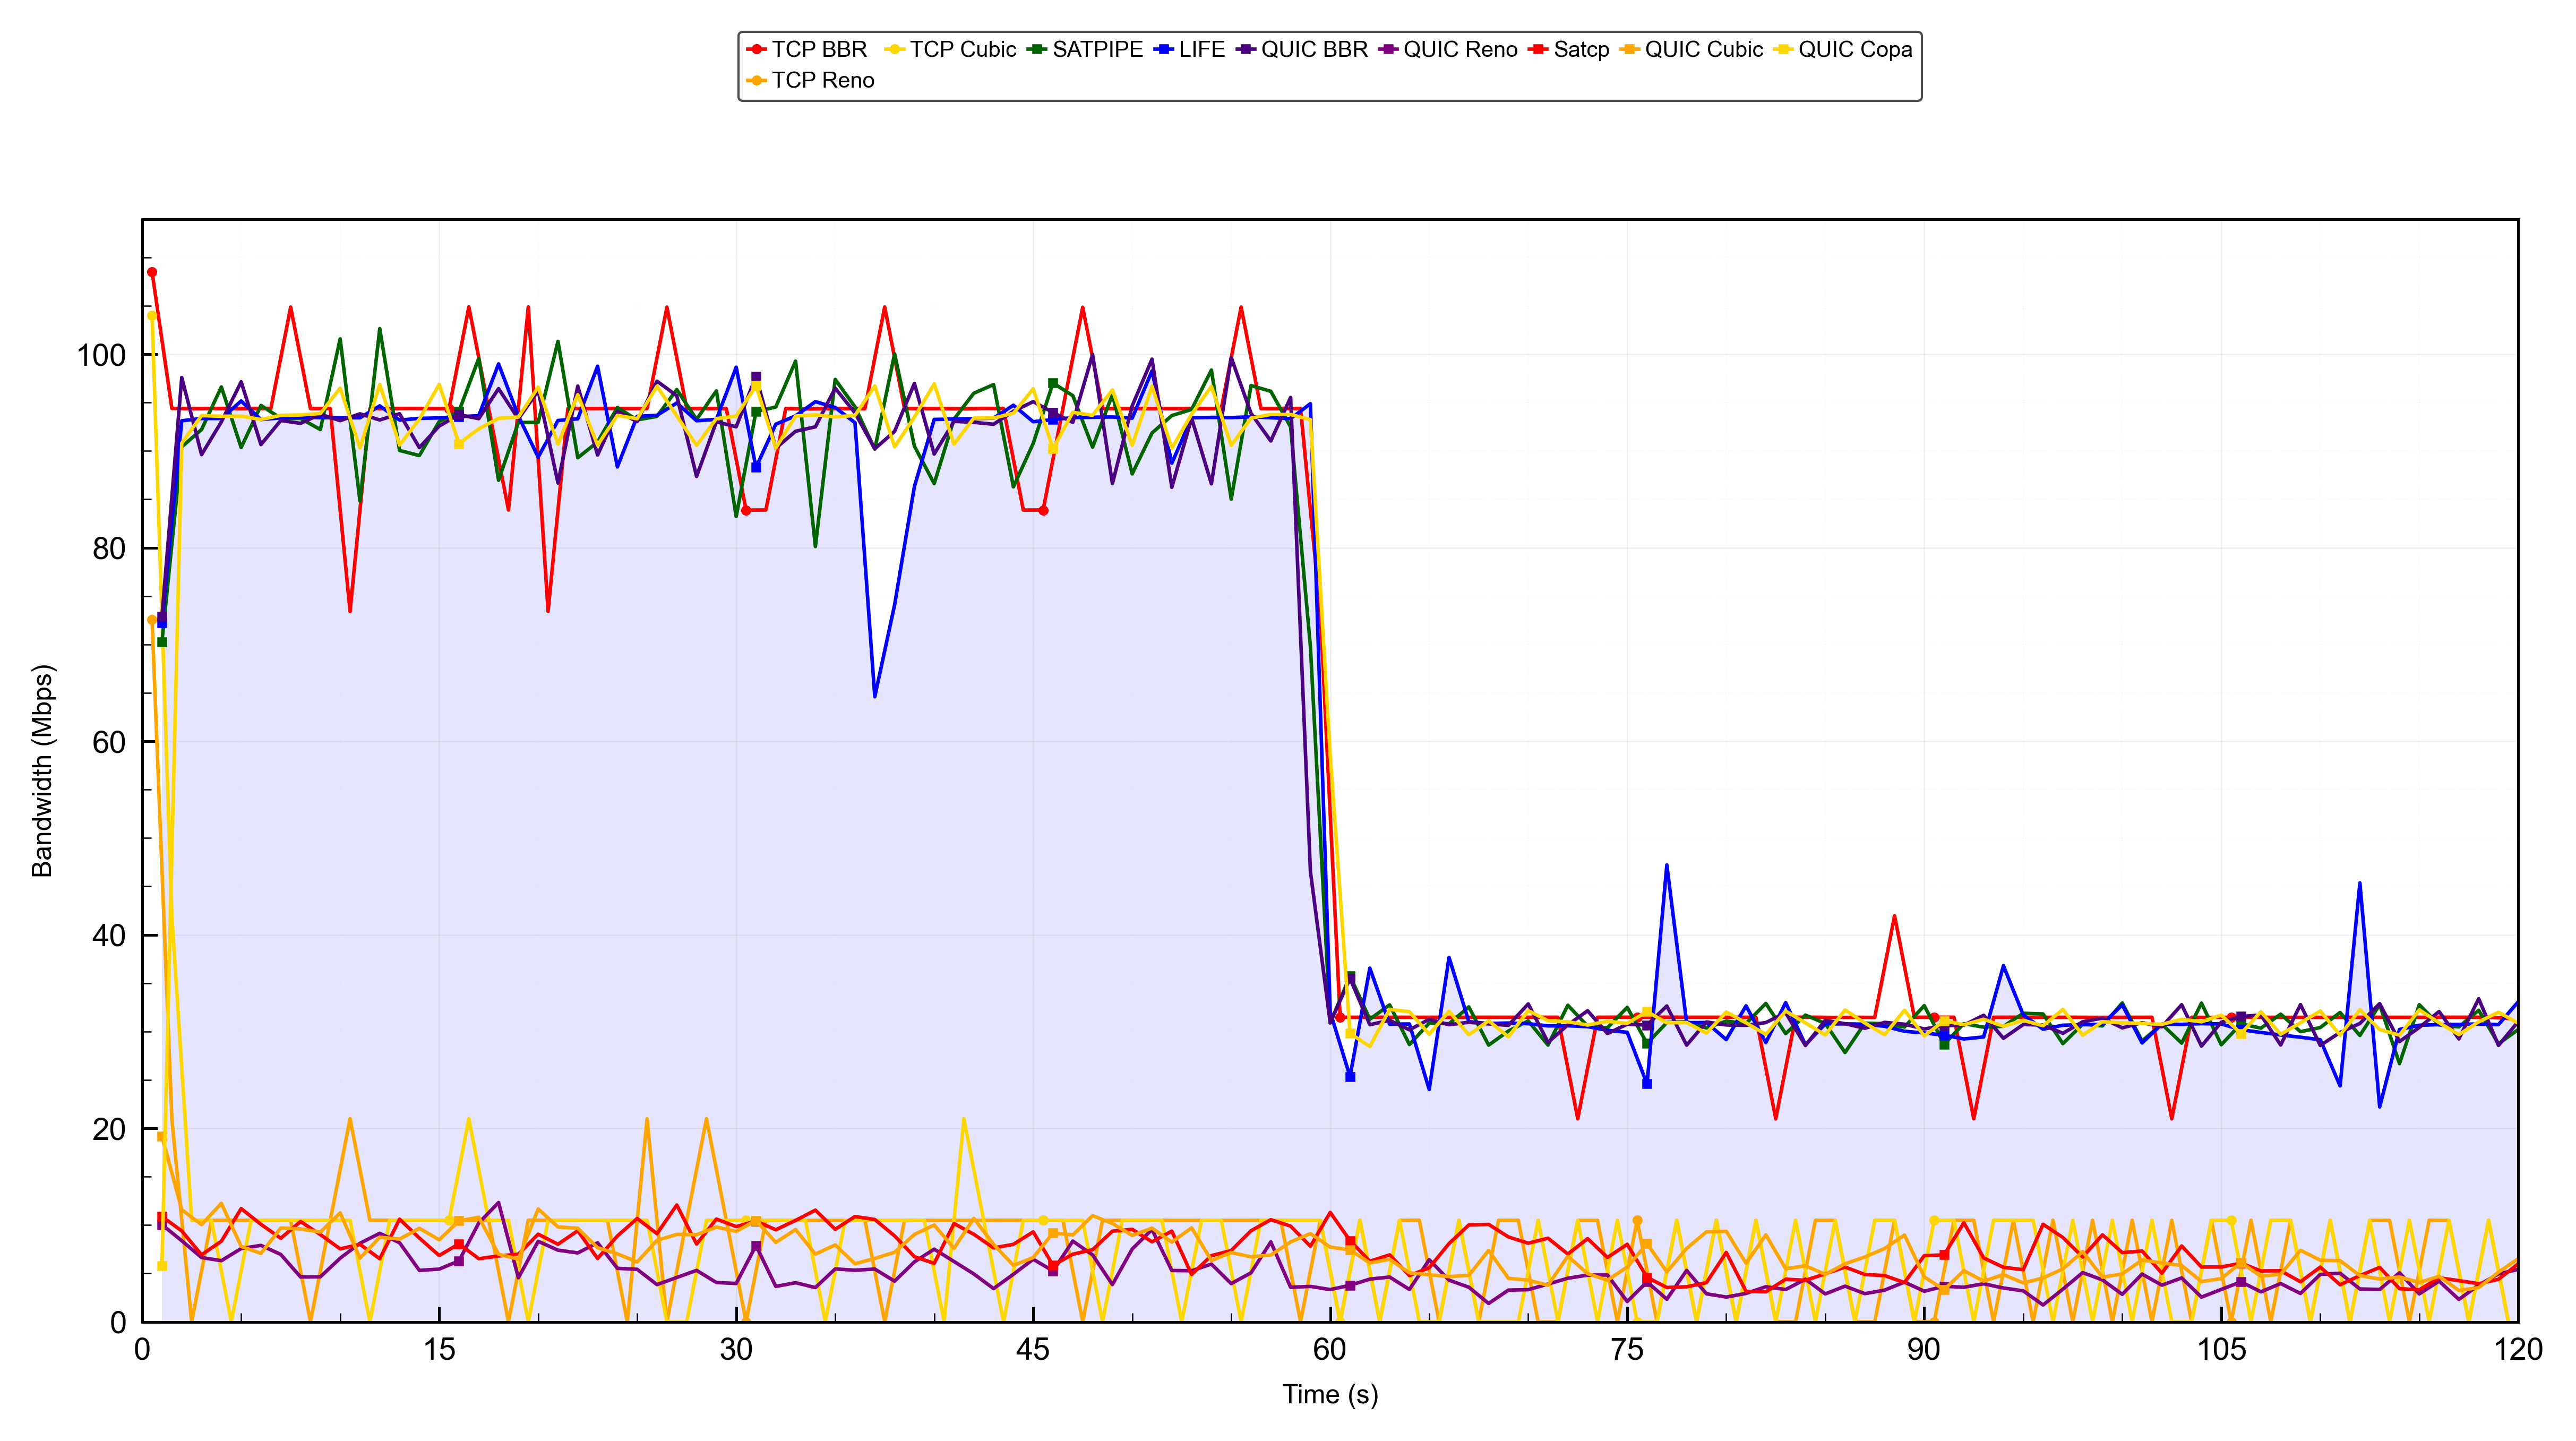 TCP BBR TCP Cubic SATPIPE LIFE QUIC BBR QUIC Reno Satcp QUIC Cubic QUIC Copa
TCP Reno
100
80
60
40
20
0
Bandwidth (Mbps)
0 15 30 45 60 75 90 105 120
Time (s)